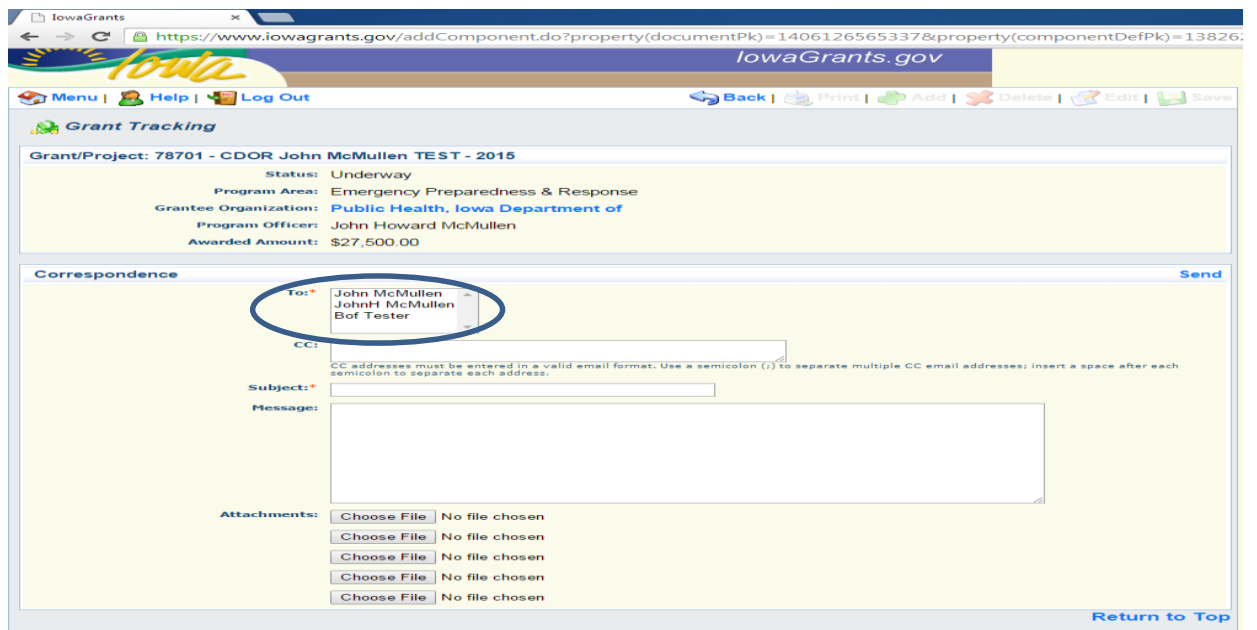 IowaGrants ×
https://www.iowagrants.gov/addComponent.do?property(documentPk)=1406126565337&property(componentDefPk)=13826
Iowa IowaGrants.gov
Menu | Help | Log Out Back | Print | Add | Delete | Edit | Save
Grant Tracking
Grant/Project: 78701 - CDOR John McMullen TEST - 2015
Status: Underway
Program Area: Emergency Preparedness & Response
Grantee Organization: Public Health, Iowa Department of
Program Officer: John Howard McMullen
Awarded Amount: $27,500.00
Correspondence Send
To:* John McMullen
JohnH McMullen
Bof Tester
CC:
CC addresses must be entered in a valid email format. Use a semicolon (;) to separate multiple CC email addresses; insert a space after each
semicolon to separate each address.
Subject:*
Message:
Attachments: Choose File No file chosen
Choose File No file chosen
Choose File No file chosen
Choose File No file chosen
Choose File No file chosen
Return to Top